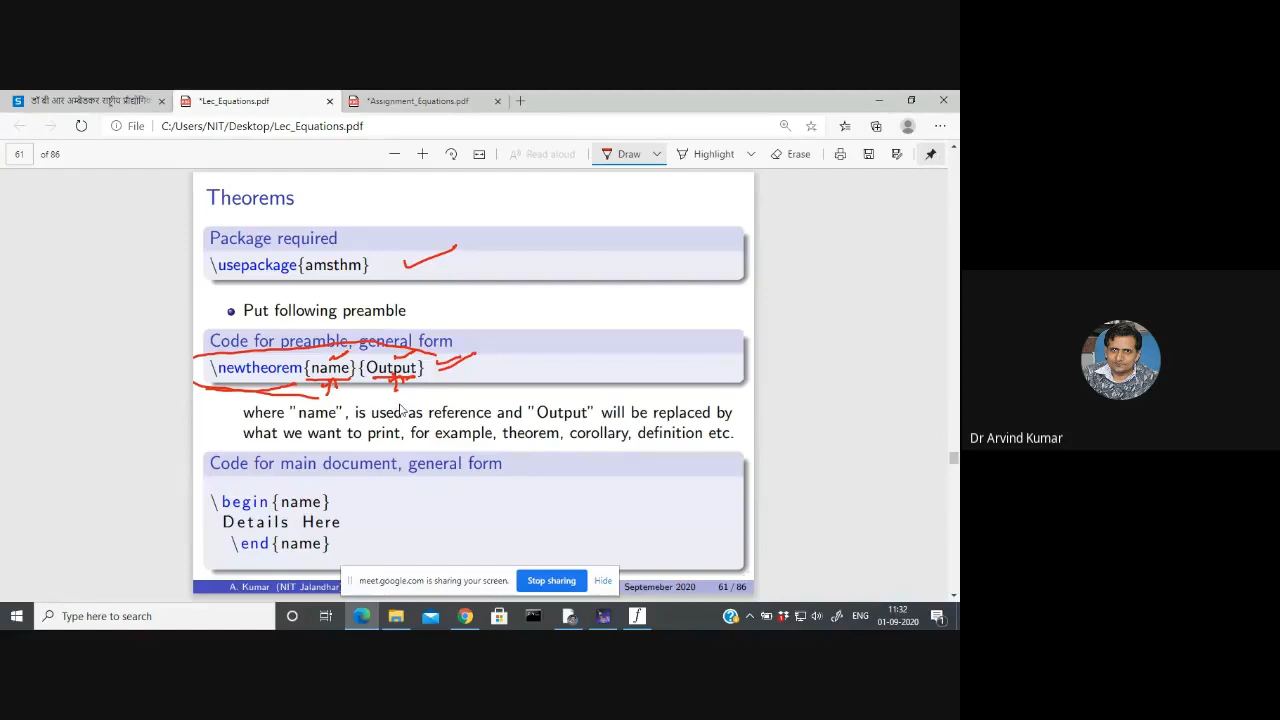 डॉ बी आर अम्बेडकर राष्ट्रीय प्रौद्योगिक
*Lec_Equations.pdf
*Assignment_Equations.pdf
File
C:/Users/NIT/Desktop/Lec_Equations.pdf
61
of 86
Read aloud
Draw
Highlight
Erase
Theorems
Package required
\usepackage{amsthm}
Put following preamble
Code for preamble, general form
\newtheorem{name}{Output}
where "name", is used as reference and "Output" will be replaced by
what we want to print, for example, theorem, corollary, definition etc.
Code for main document, general form
\begin{name}
Details Here
\end{name}
Dr Arvind Kumar
meet.google.com is sharing your screen.
Stop sharing
Hide
A. Kumar (NIT Jalandhar
Septemeber 2020
61 / 86
Type here to search
ENG
11:32
01-09-2020
1